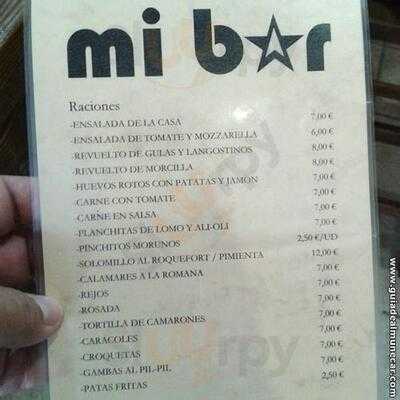 mi bar
Raciones
-ENSALADA DE LA CASA 7,00 €
-ENSALADA DE TOMATE Y MOZZARELLA 6,00 €
-REVUELTO DE GULAS Y LANGOSTINOS 8,00 €
-REVUELTO DE MORCILLA 8,00 €
-HUEVOS ROTOS CON PATATAS Y JAMON 7,00 €
-CARNE CON TOMATE 7,00 €
-CARNE EN SALSA 7,00 €
-PLANCHITAS DE LOMO Y ALI-OLI 7,00 €
-PINCHITOS MORUNOS 2,50 €/UD
-SOLOMILLO AL ROQUEFORT / PIMIENTA 12,00 €
-CALAMARES A LA ROMANA 7,00 €
-REJOS 7,00 €
-ROSADA 7,00 €
-TORTILLA DE CAMARONES 7,00 €
-CARACOLES 7,00 €
-CROQUETAS 7,00 €
-GAMBAS AL PIL-PIL 7,00 €
-PATAS FRITAS 2,50 €
www.guiadealmunecar.com